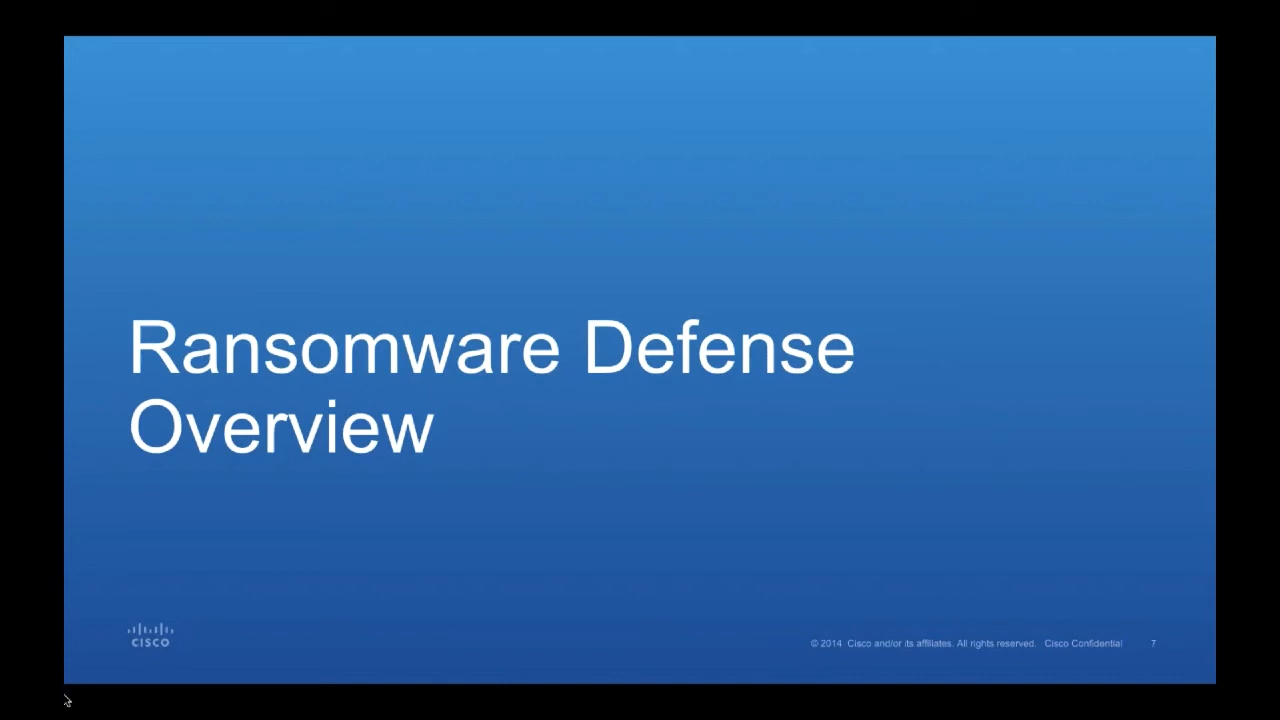 Ransomware Defense
Overview
CISCO
© 2014 Cisco and/or its affiliates. All rights reserved. Cisco Confidential 7